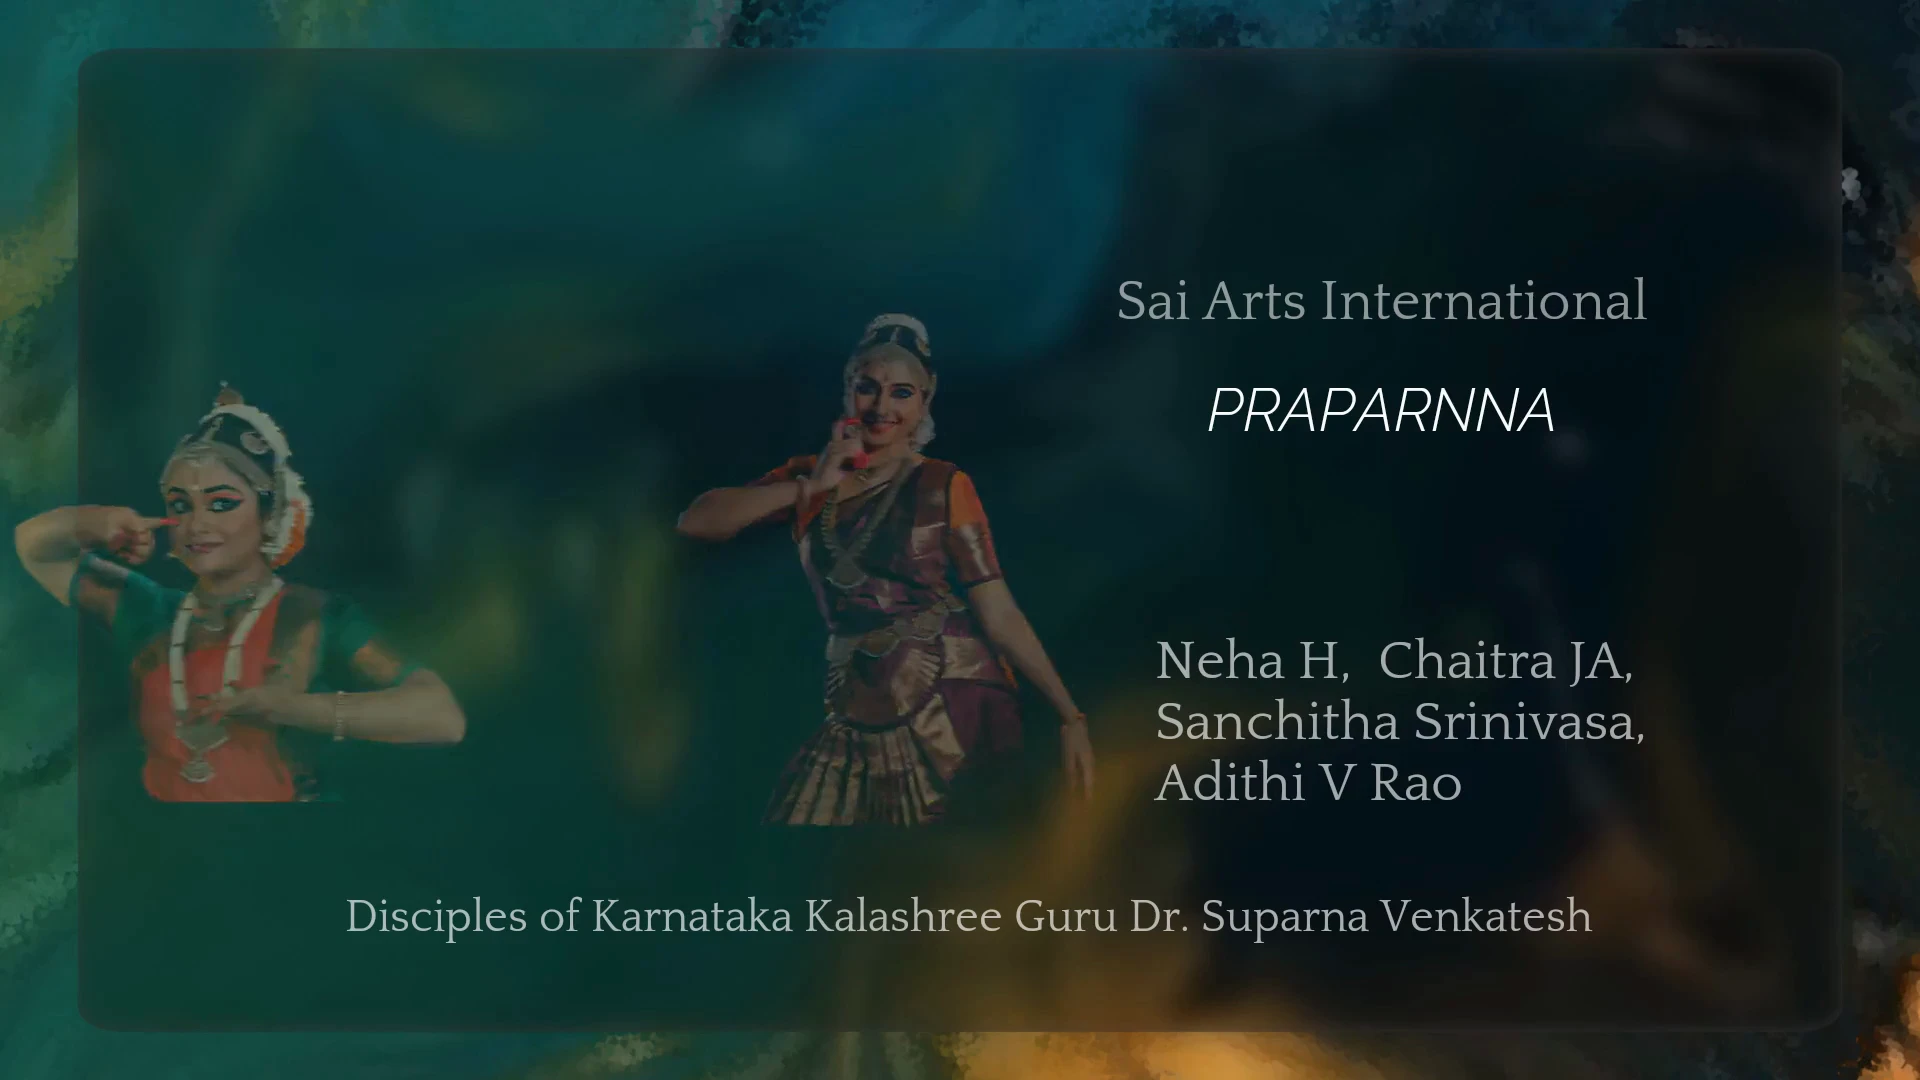 Sai Arts International
PRAPARNNA
Neha H, Chaitra JA,
Sanchitha Srinivasa,
Adithi V Rao
Disciples of Karnataka Kalashree Guru Dr. Suparna Venkatesh